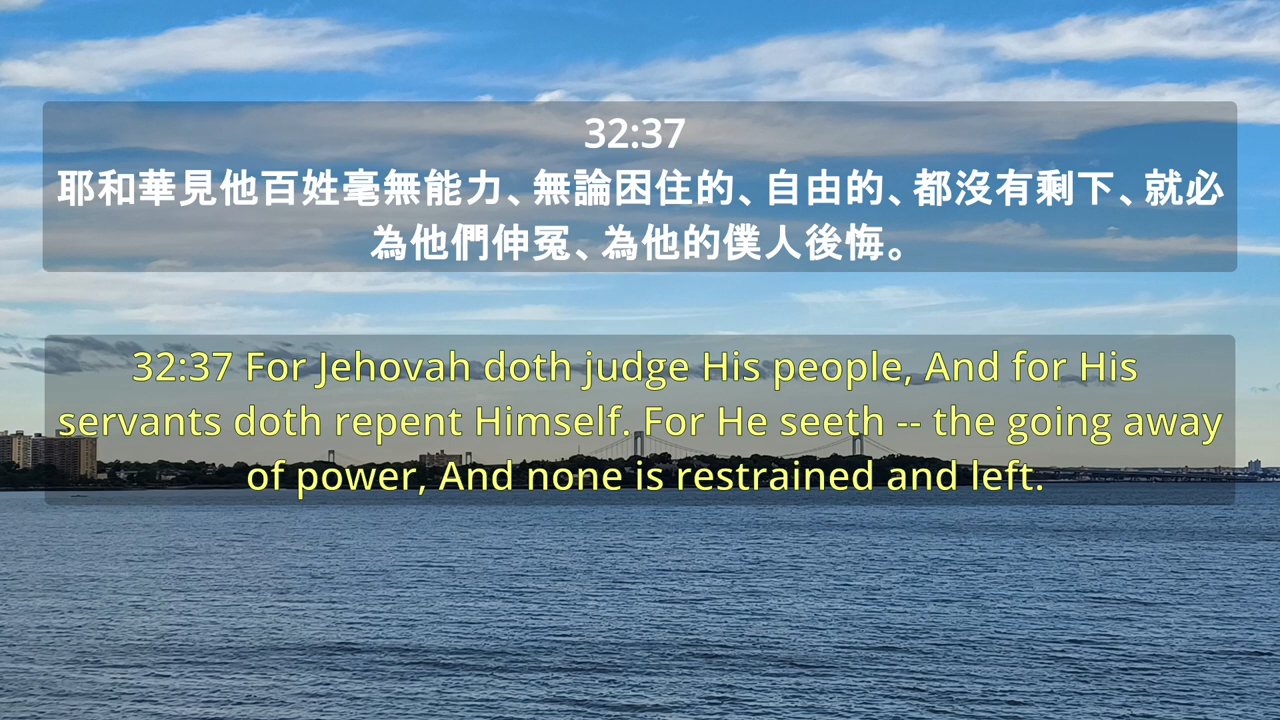 32:37
耶和華見他百姓毫無能力、無論困住的、自由的、都沒有剩下、就必
為他們伸冤、為他的僕人後悔。
32:37 For Jehovah doth judge His people, And for His
servants doth repent Himself. For He seeth -- the going away
of power, And none is restrained and left.